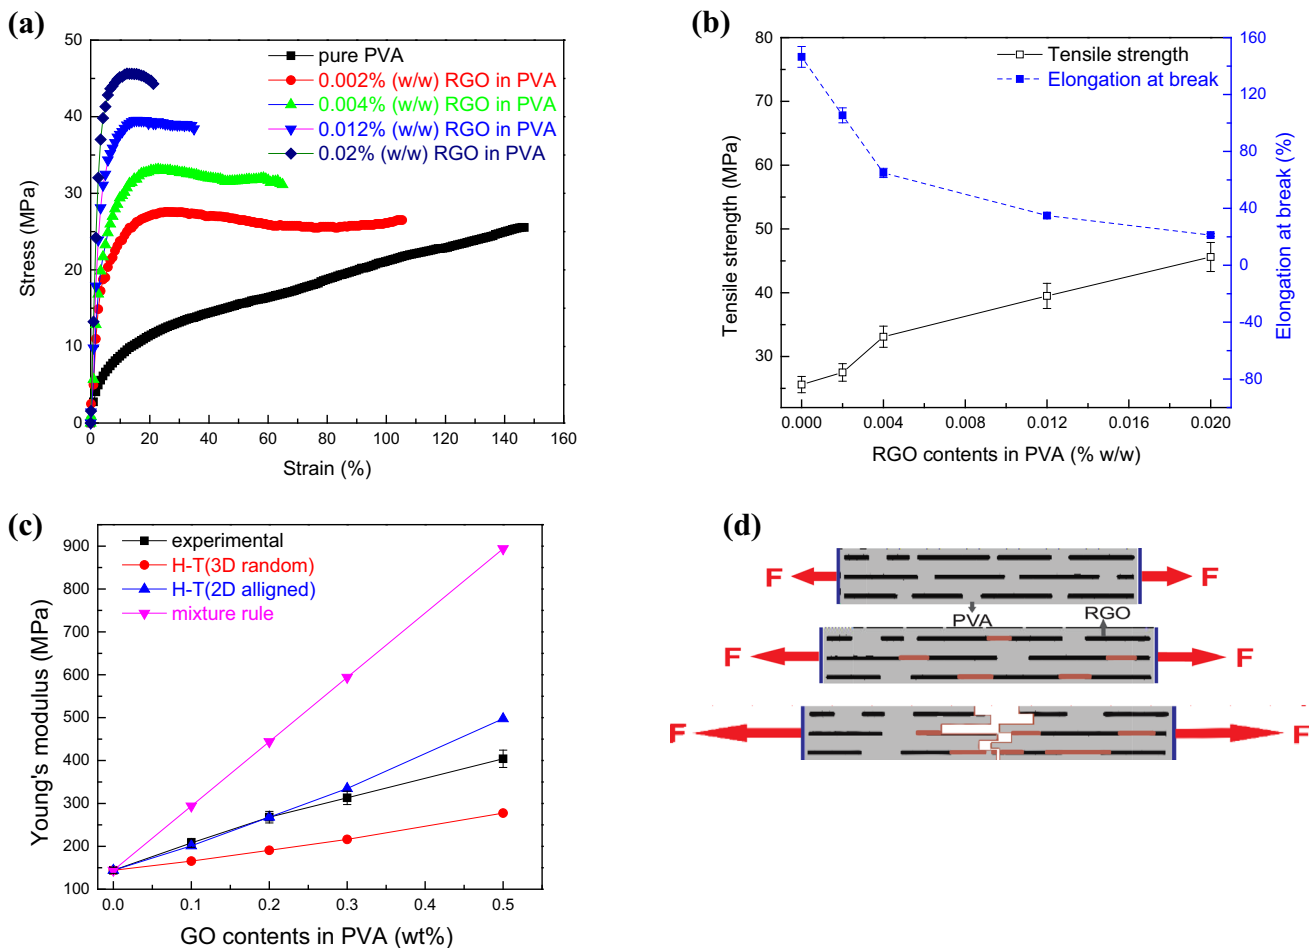 (a)
50
40
30
20
10
0
Stress (MPa)
pure PVA
0.002% (w/w) RGO in PVA
0.004% (w/w) RGO in PVA
0.012% (w/w) RGO in PVA
0.02% (w/w) RGO in PVA
0 20 40 60 80 100 120 140 160
Strain (%)
(b)
80
70
60
50
40
30
Tensile strength (MPa)
Tensile strength
Elongation at break
160
120
80
40
0
-40
-80
Elongation at break (%)
0.000 0.004 0.008 0.012 0.016 0.020
RGO contents in PVA (% w/w)
(c)
900
800
700
600
500
400
300
200
100
Young's modulus (MPa)
experimental
H-T(3D random)
H-T(2D alligned)
mixture rule
0.0 0.1 0.2 0.3 0.4 0.5
GO contents in PVA (wt%)
(d)
F F
PVA RGO
F F
F F